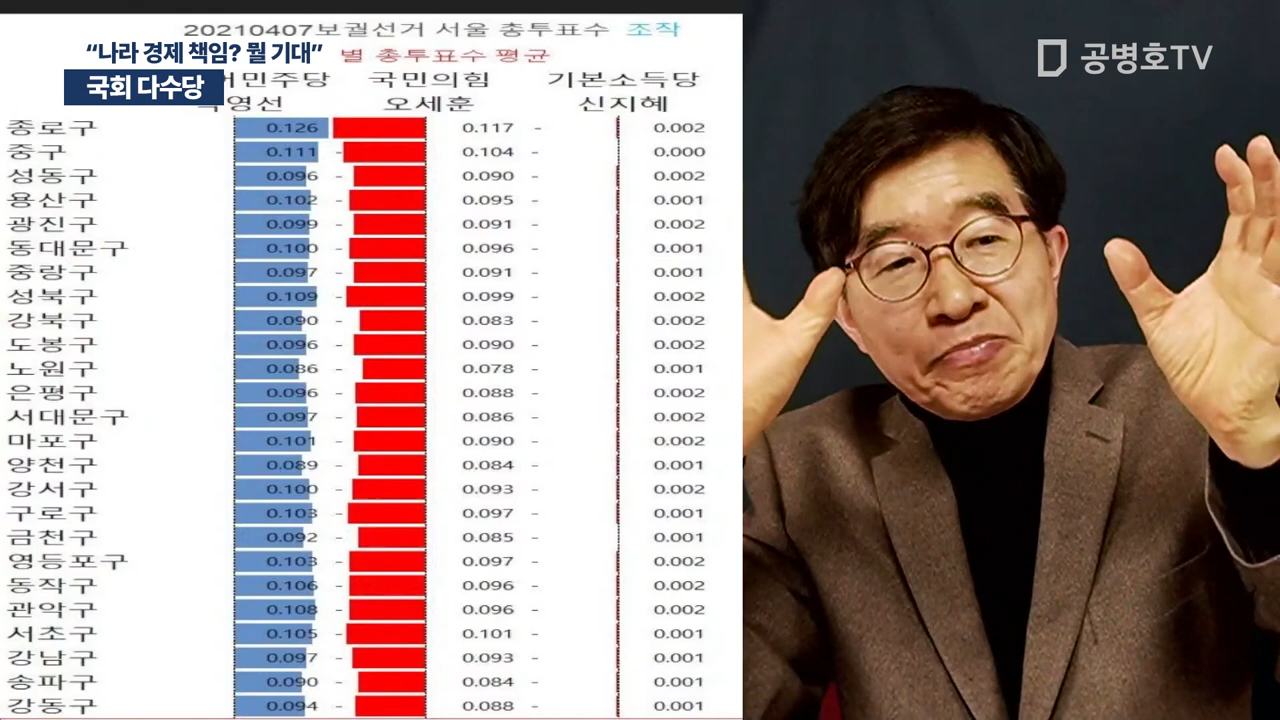 20210407보궐선거 서울 총투표수 조작
“나라 경제 책임? 뭘 기대”
별 총투표수 평균
국회 다수당
공병호TV
어민주당 국민의힘 기본소득당
영선 오세훈 신지혜
종로구 0.126 - 0.117 - 0.002
중구 0.111 - 0.104 - 0.000
성동구 0.096 - 0.090 - 0.002
용산구 0.102 - 0.095 - 0.001
광진구 0.099 - 0.091 - 0.002
동대문구 0.100 - 0.096 - 0.001
중랑구 0.097 - 0.091 - 0.001
성북구 0.109 - 0.099 - 0.002
강북구 0.090 - 0.083 - 0.002
도봉구 0.096 - 0.090 - 0.002
노원구 0.086 - 0.078 - 0.001
은평구 0.096 - 0.088 - 0.002
서대문구 0.097 - 0.086 - 0.002
마포구 0.101 - 0.090 - 0.002
양천구 0.089 - 0.084 - 0.001
강서구 0.100 - 0.093 - 0.002
구로구 0.103 - 0.097 - 0.001
금천구 0.092 - 0.085 - 0.001
영등포구 0.103 - 0.097 - 0.002
동작구 0.106 - 0.096 - 0.002
관악구 0.108 - 0.096 - 0.002
서초구 0.105 - 0.101 - 0.001
강남구 0.097 - 0.093 - 0.001
송파구 0.090 - 0.084 - 0.001
강동구 0.094 - 0.088 - 0.001